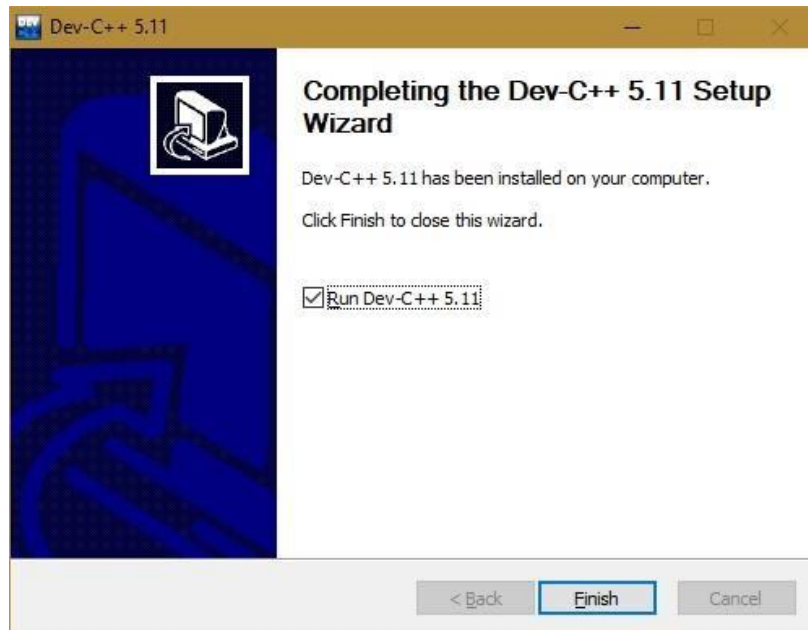 Dev-C++ 5.11
Completing the Dev-C++ 5.11 Setup
Wizard
Dev-C++ 5.11 has been installed on your computer.
Click Finish to close this wizard.
Run Dev-C++ 5.11
< Back Finish Cancel